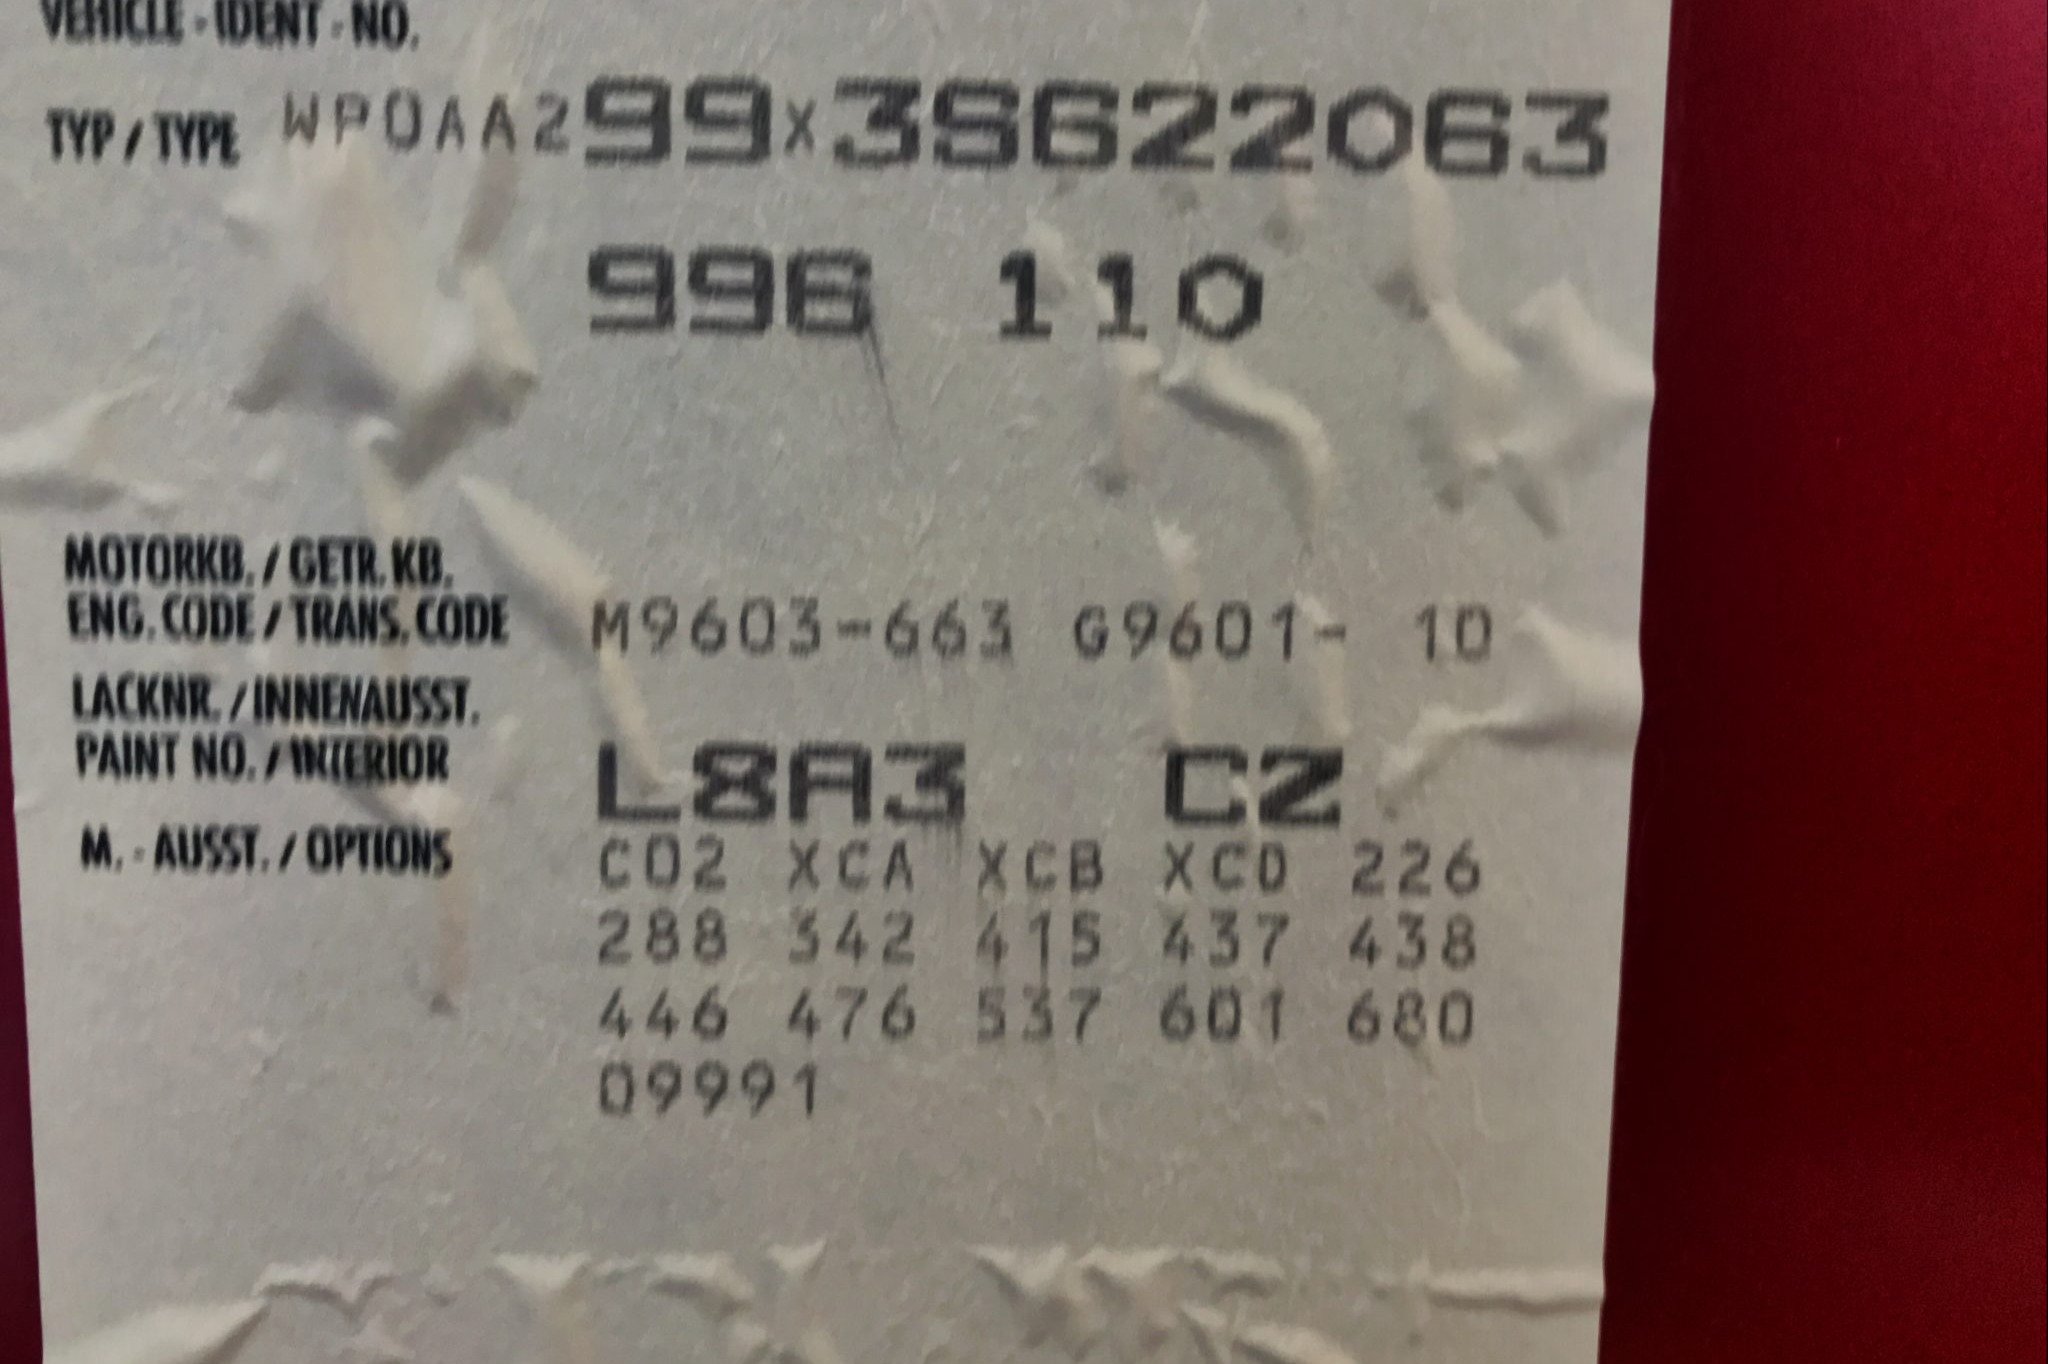 VEHICLE - IDENT - NO.
TYP / TYPE WP0AA299X3S622063
996 110
MOTORKB. / GETR. KB.
ENG. CODE / TRANS. CODE M9603-663 G9601- 10
LACKNR. / INNENAUSST.
PAINT NO. / INTERIOR L8A3 CZ
M. - AUSST. / OPTIONS C02 XCA XCB XCD 226
288 342 415 437 438
446 476 537 601 680
09991